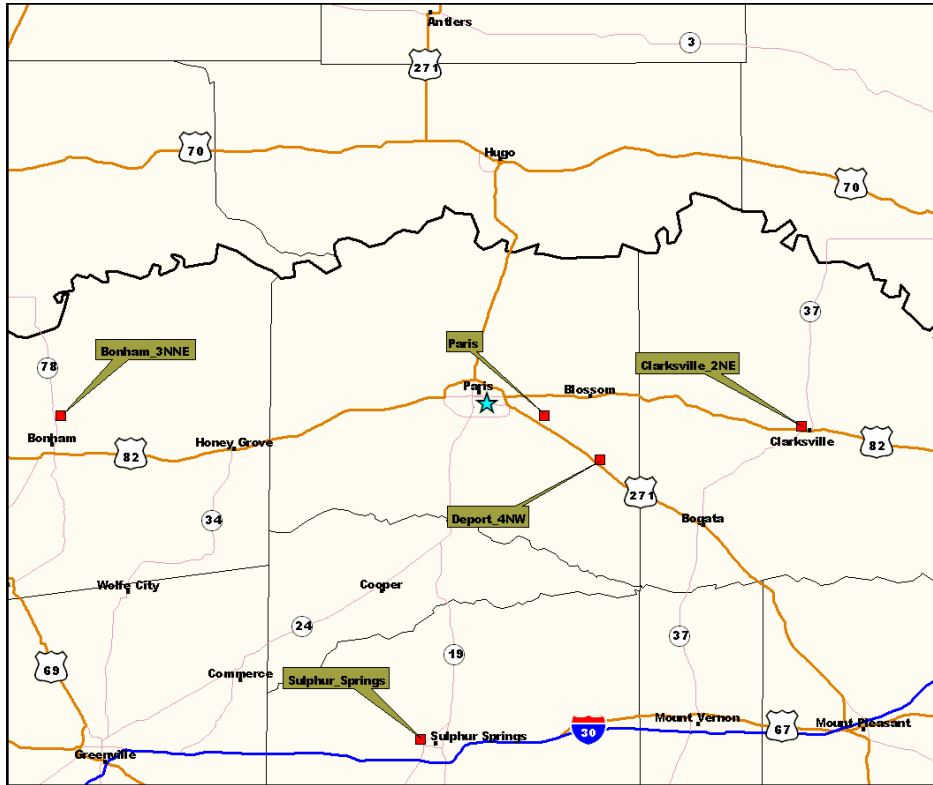 Antlers
3
271
70
Hugo
70
37
Paris
Bonham_3NNE
Clarksville_2NE
78
Paris
Blossom
Bonham
Honey Grove
Clarksville
82
82
Deport_4NW
271
34
Bogata
Wolfe City
Cooper
24
37
19
69
Commerce
Sulphur_Springs
Mount Vernon
Mount Pleasant
30
67
Sulphur Springs
Greenville